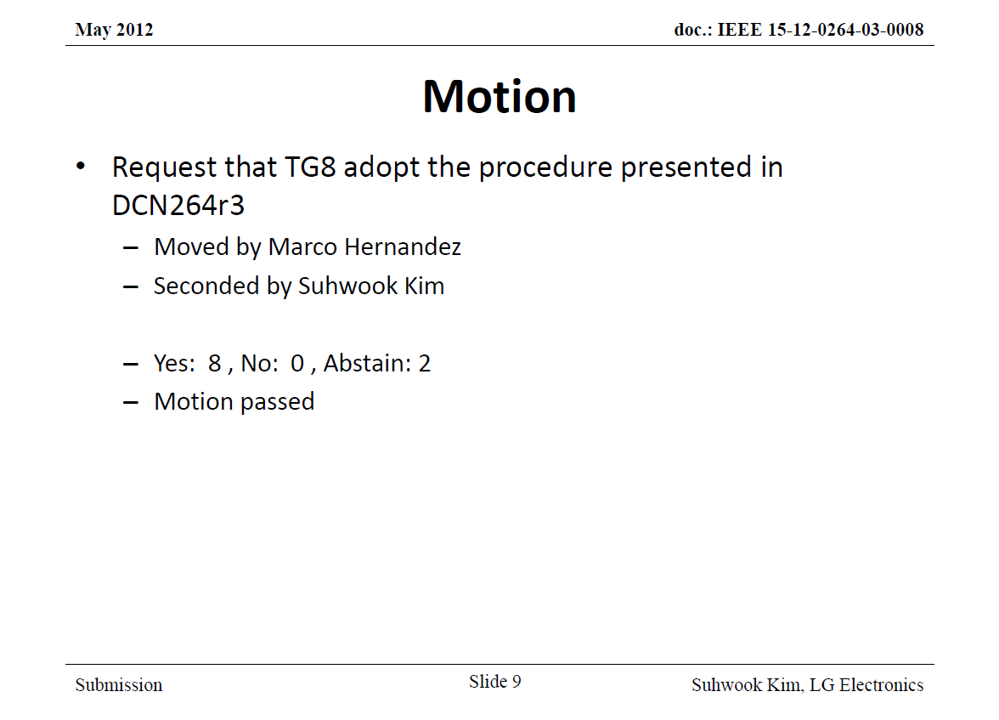 May 2012 doc.: IEEE 15-12-0264-03-0008
Motion
• Request that TG8 adopt the procedure presented in
DCN264r3
– Moved by Marco Hernandez
– Seconded by Suhwook Kim
– Yes:  8 , No:  0 , Abstain: 2
– Motion passed
Submission Slide 9 Suhwook Kim, LG Electronics